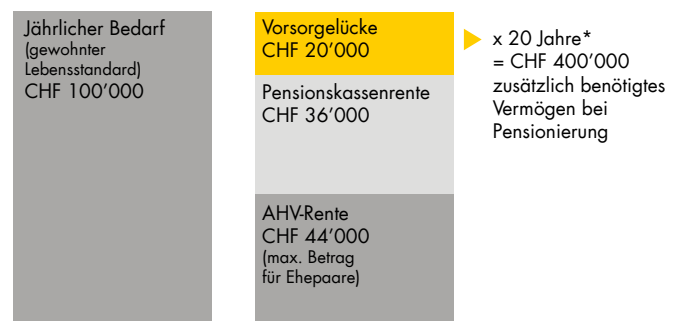 Jährlicher Bedarf
(gewohnter
Lebensstandard)
CHF 100’000
Vorsorgelücke
CHF 20’000
Pensionskassenrente
CHF 36’000
AHV-Rente
CHF 44’000
(max. Betrag
für Ehepaare)
x 20 Jahre*
= CHF 400’000
zusätzlich benötigtes
Vermögen bei
Pensionierung